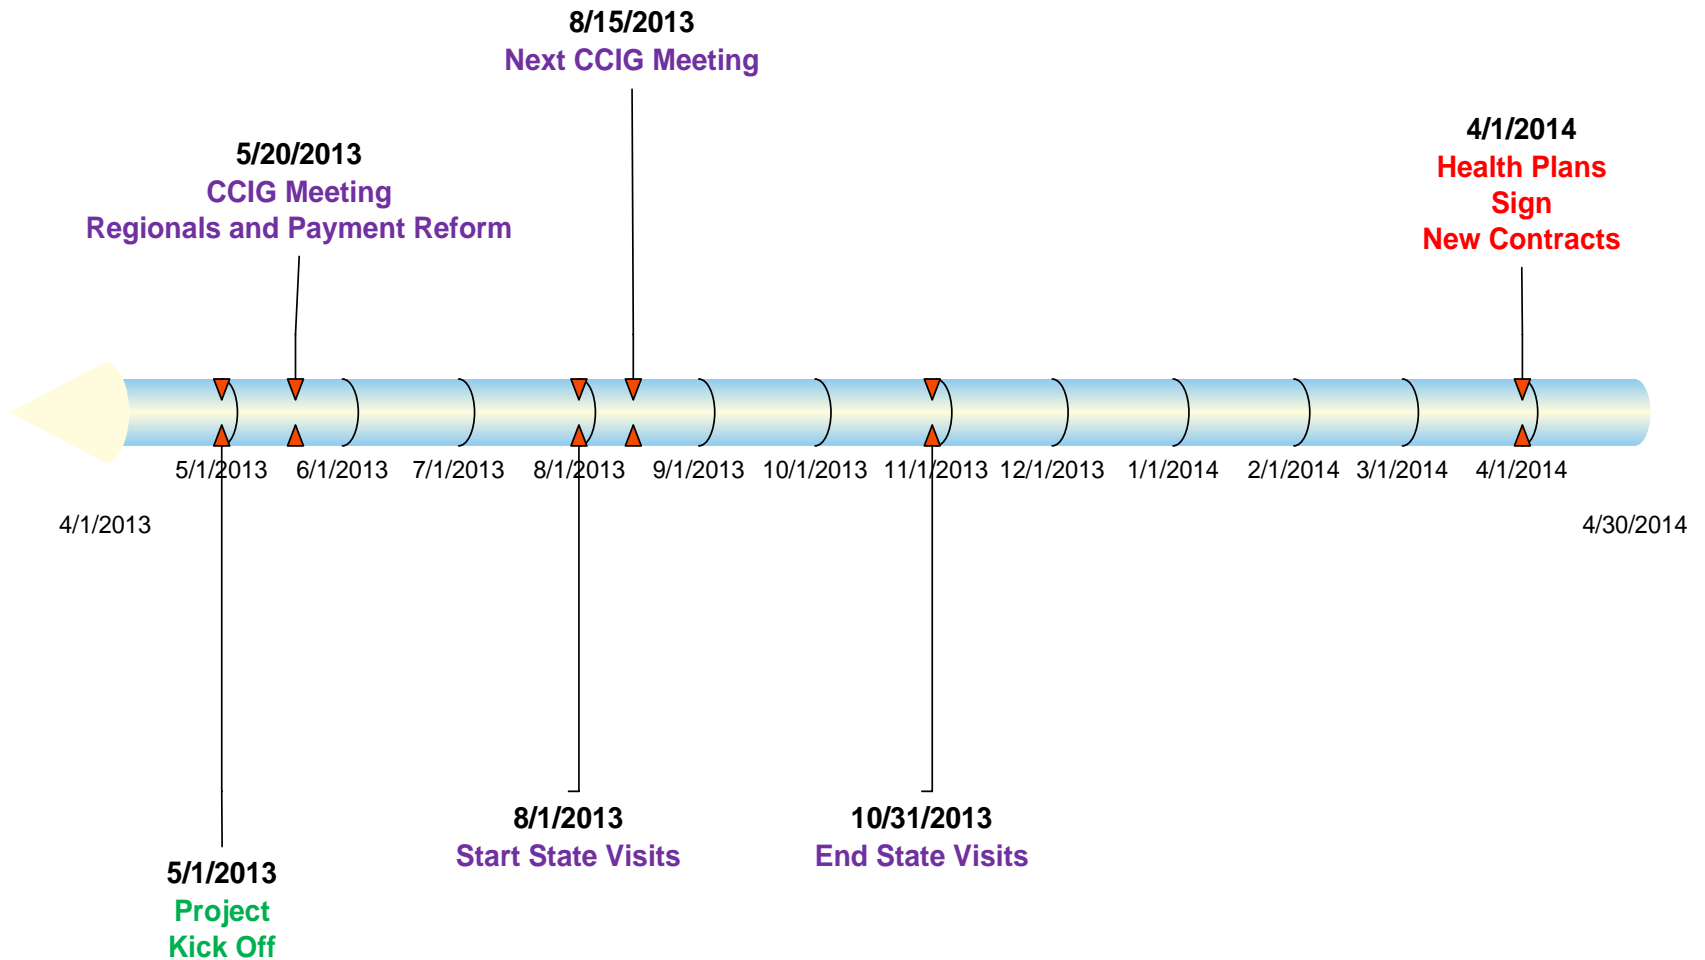 8/15/2013
Next CCIG Meeting
5/20/2013
CCIG Meeting
Regionals and Payment Reform
4/1/2014
Health Plans
Sign
New Contracts
5/1/2013 6/1/2013 7/1/2013 8/1/2013 9/1/2013 10/1/2013 11/1/2013 12/1/2013 1/1/2014 2/1/2014 3/1/2014 4/1/2014
4/1/2013 4/30/2014
8/1/2013
Start State Visits
10/31/2013
End State Visits
5/1/2013
Project
Kick Off